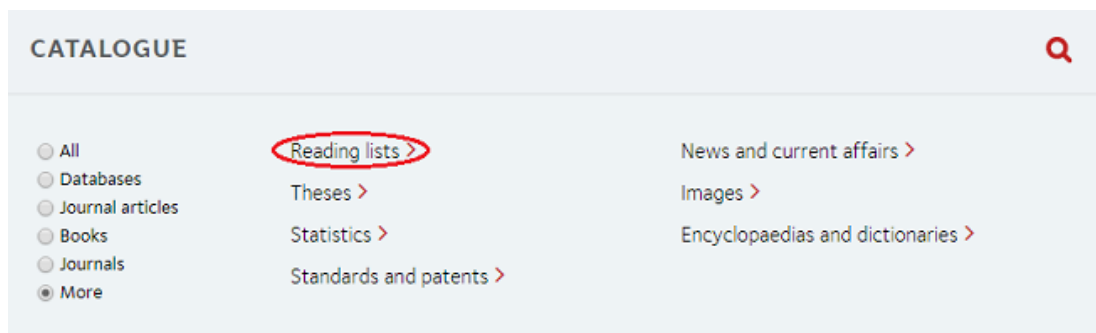 CATALOGUE
All
Databases
Journal articles
Books
Journals
More
Reading lists >
Theses >
Statistics >
Standards and patents >
News and current affairs >
Images >
Encyclopaedias and dictionaries >